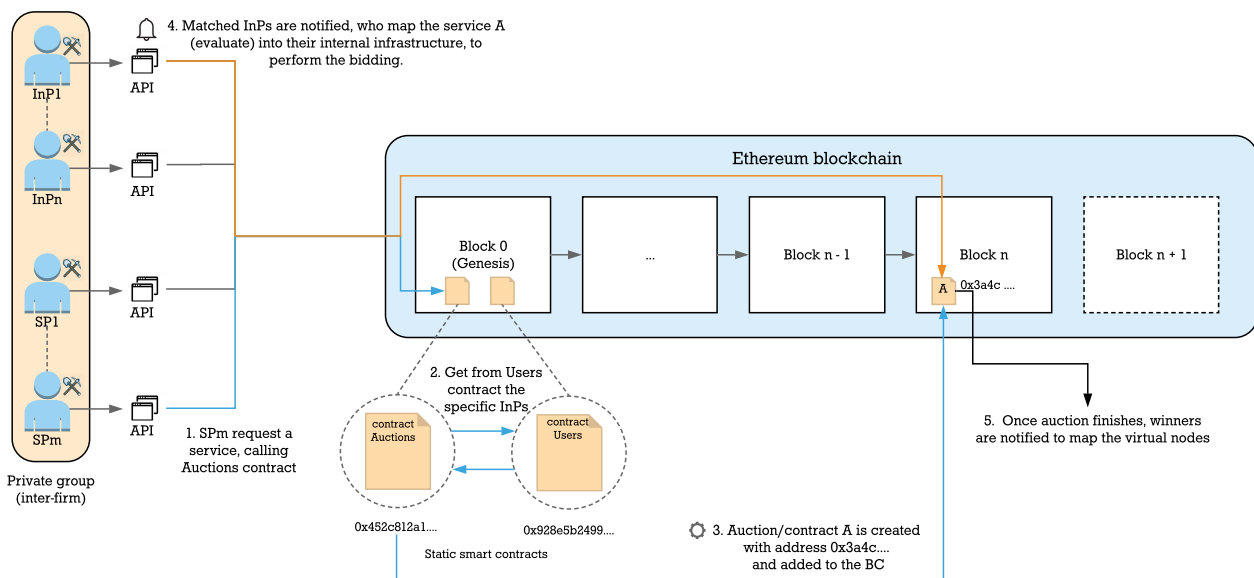 4. Matched InPs are notified, who map the service A
(evaluate) into their internal infrastructure, to
perform the bidding.
InP1
API
InPn
API
SP1
API
SPm
API
Private group
(inter-firm)
1. SPm request a
service, calling
Auctions contract
Ethereum blockchain
Block 0
(Genesis)
...
Block n - 1
Block n
A
0x3a4c ....
Block n + 1
2. Get from Users
contract the
specific InPs
contract
Auctions
contract
Users
0x452c812a1....
0x928e5b2499....
Static smart contracts
3. Auction/contract A is created
with address 0x3a4c....
and added to the BC
5. Once auction finishes, winners
are notified to map the virtual nodes